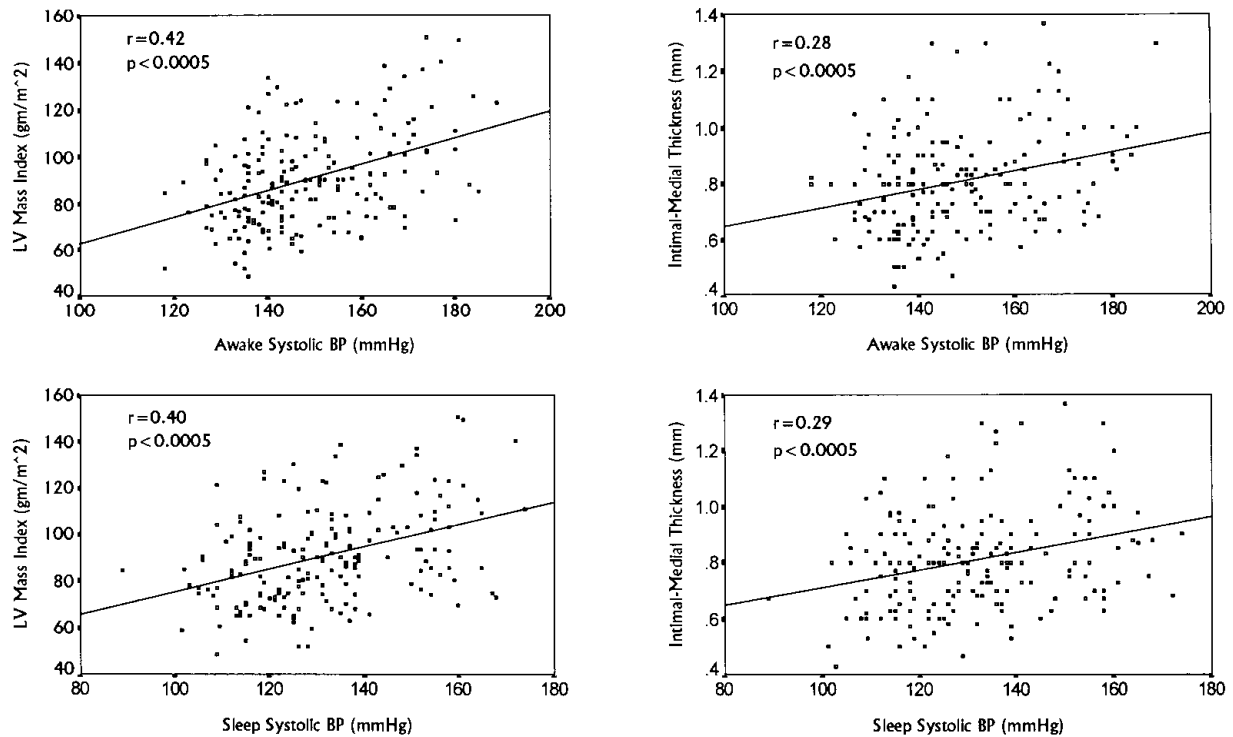 160
140
120
100
80
60
40
LV Mass Index (gm/m^2)
r=0.42
p<0.0005
100 120 140 160 180 200
Awake Systolic BP (mmHg)
1.4
1.2
1.0
.8
.6
.4
Intimal-Medial Thickness (mm)
r=0.28
p<0.0005
100 120 140 160 180 200
Awake Systolic BP (mmHg)
160
140
120
100
80
60
40
LV Mass Index (gm/m^2)
r=0.40
p<0.0005
80 100 120 140 160 180
Sleep Systolic BP (mmHg)
1.4
1.2
1.0
.8
.6
.4
Intimal-Medial Thickness (mm)
r=0.29
p<0.0005
80 100 120 140 160 180
Sleep Systolic BP (mmHg)